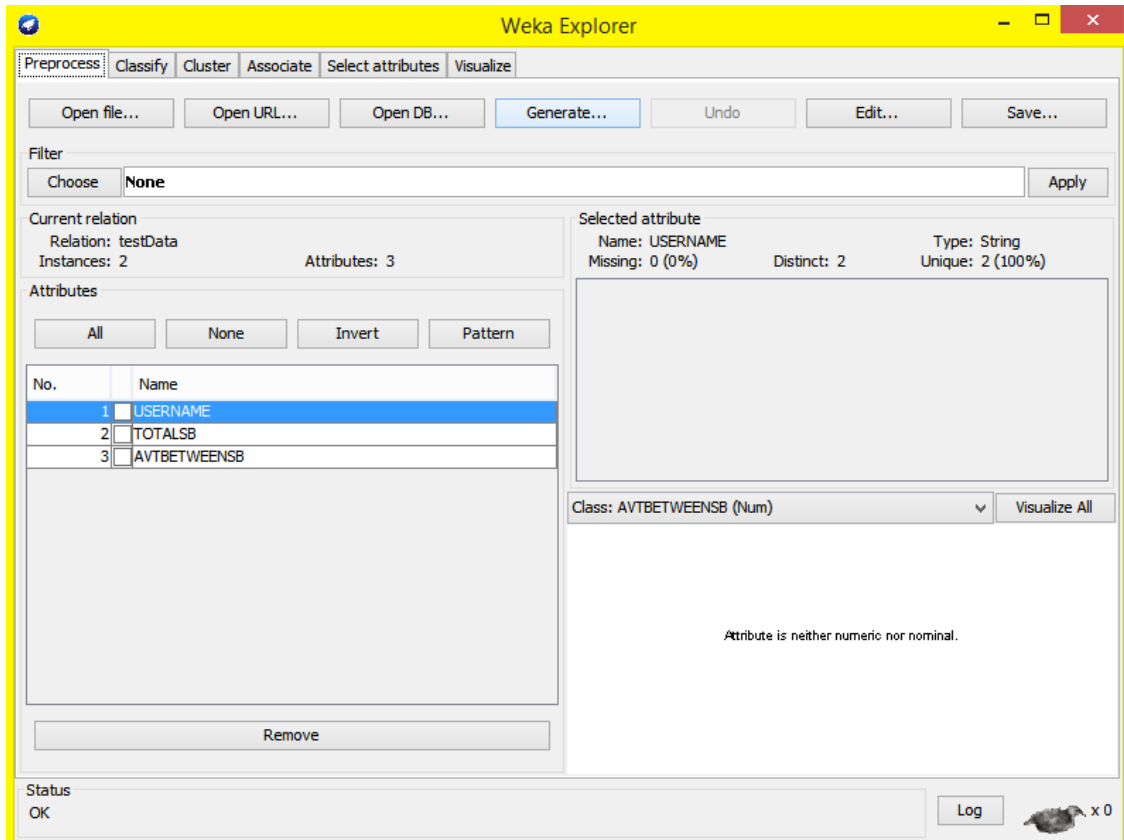 Weka Explorer
Preprocess Classify Cluster Associate Select attributes Visualize
Open file... Open URL... Open DB... Generate... Undo Edit... Save...
Filter
Choose None Apply
Current relation
Relation: testData
Instances: 2 Attributes: 3
Selected attribute
Name: USERNAME Type: String
Missing: 0 (0%) Distinct: 2 Unique: 2 (100%)
Attributes
All None Invert Pattern
No. Name
1 USERNAME
2 TOTALSB
3 AVTBETWEENSB
Remove
Class: AVTBETWEENSB (Num) Visualize All
Attribute is neither numeric nor nominal.
Status
OK
Log x 0